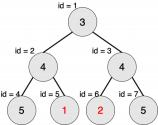 id = 1
3
id = 2
id = 3
4
4
id = 4
id = 5
id = 6
id = 7
5
1
2
5